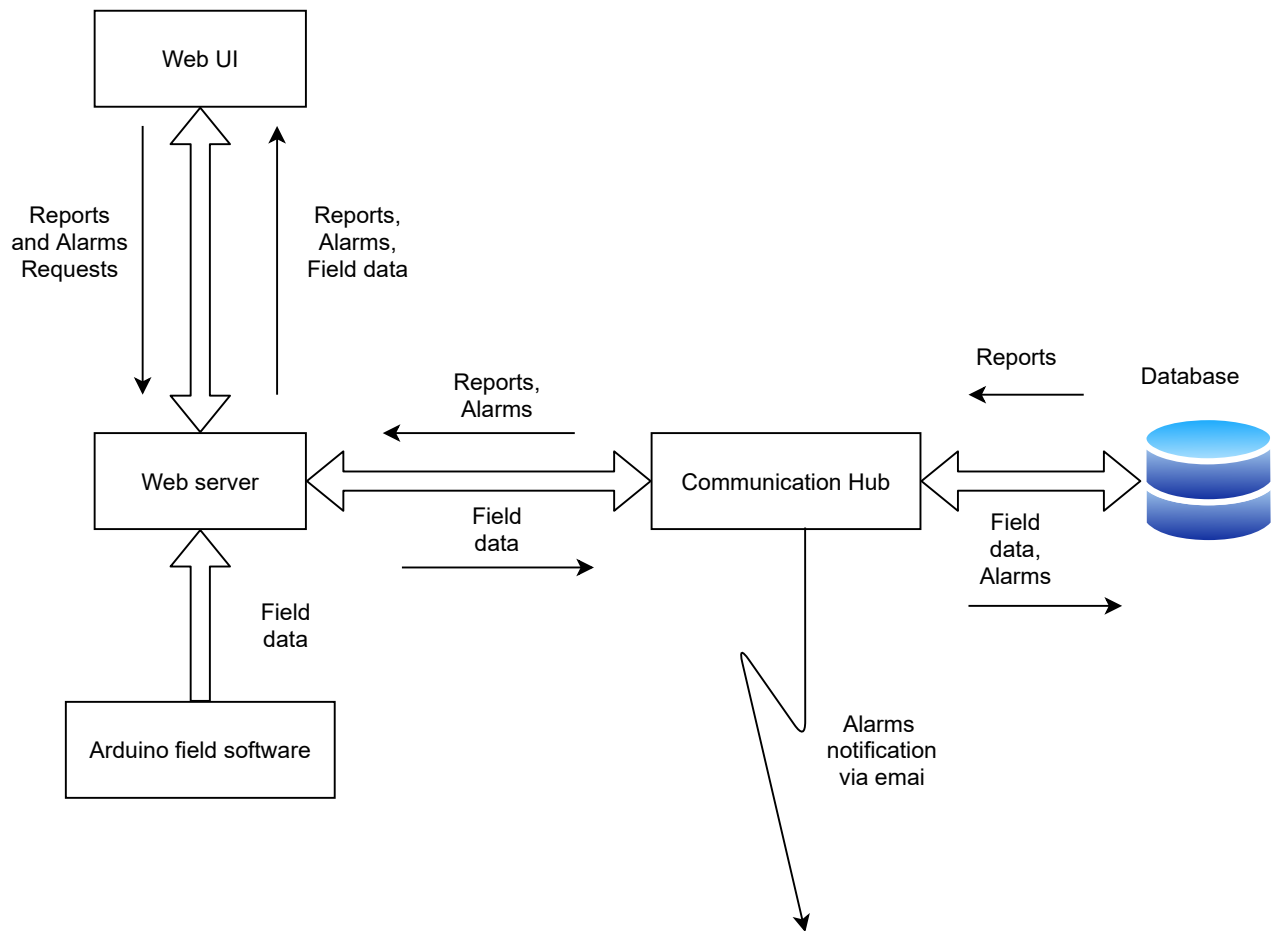 Web UI
Reports
and Alarms
Requests
Reports,
Alarms,
Field data
Reports
Database
Reports,
Alarms
Web server
Communication Hub
Field
data
Field
data,
Alarms
Field
data
Arduino field software
Alarms
notification
via emai